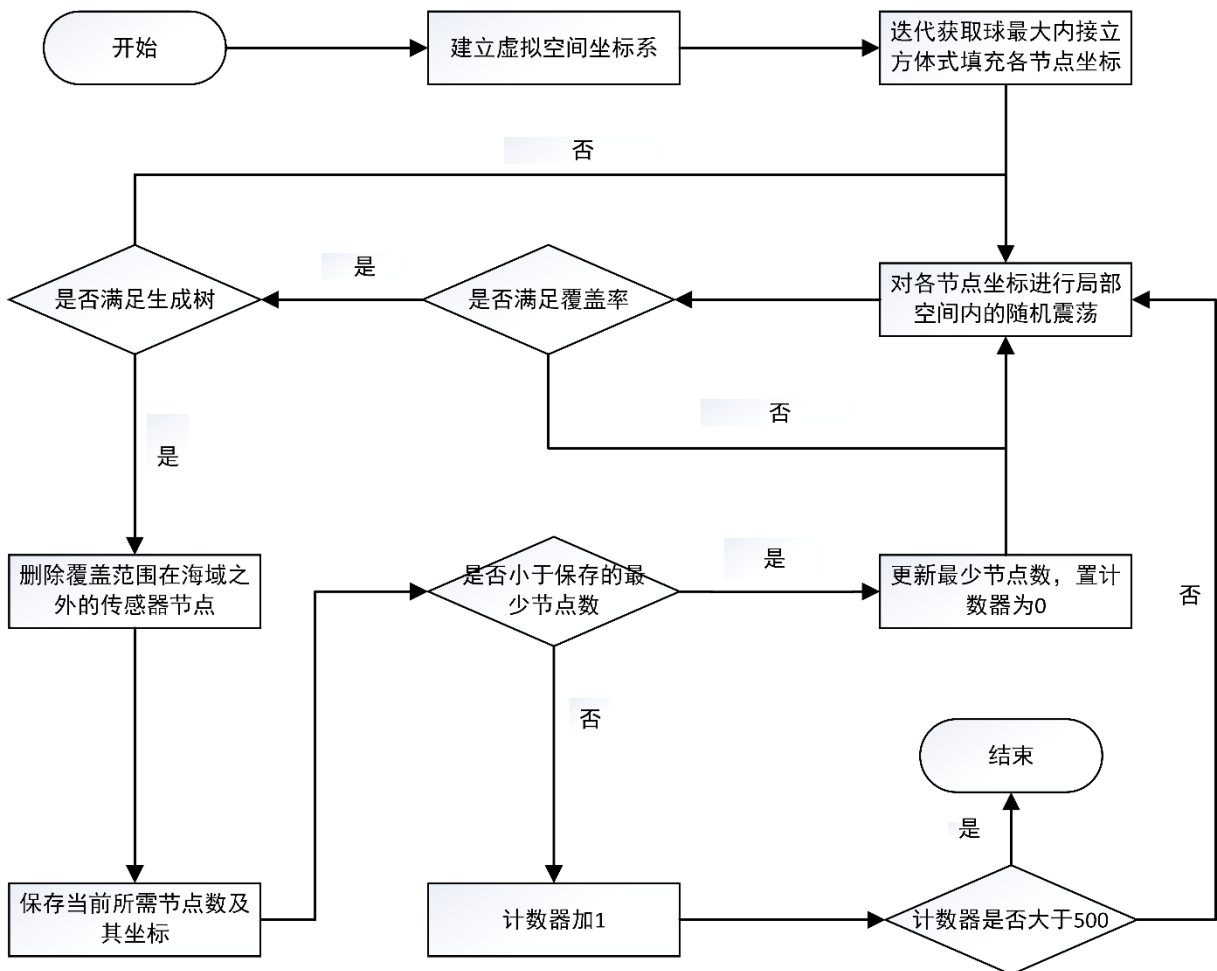 开始
建立虚拟空间坐标系
迭代获取球最大内接立
方体式填充各节点坐标
否
是否满足生成树
是
是否满足覆盖率
对各节点坐标进行局部
空间内的随机震荡
否
是
删除覆盖范围在海域之
外的传感器节点
是否小于保存的最
少节点数
是
更新最少节点数，置计
数器为0
否
否
结束
是
保存当前所需节点数及
其坐标
计数器加1
计数器是否大于500